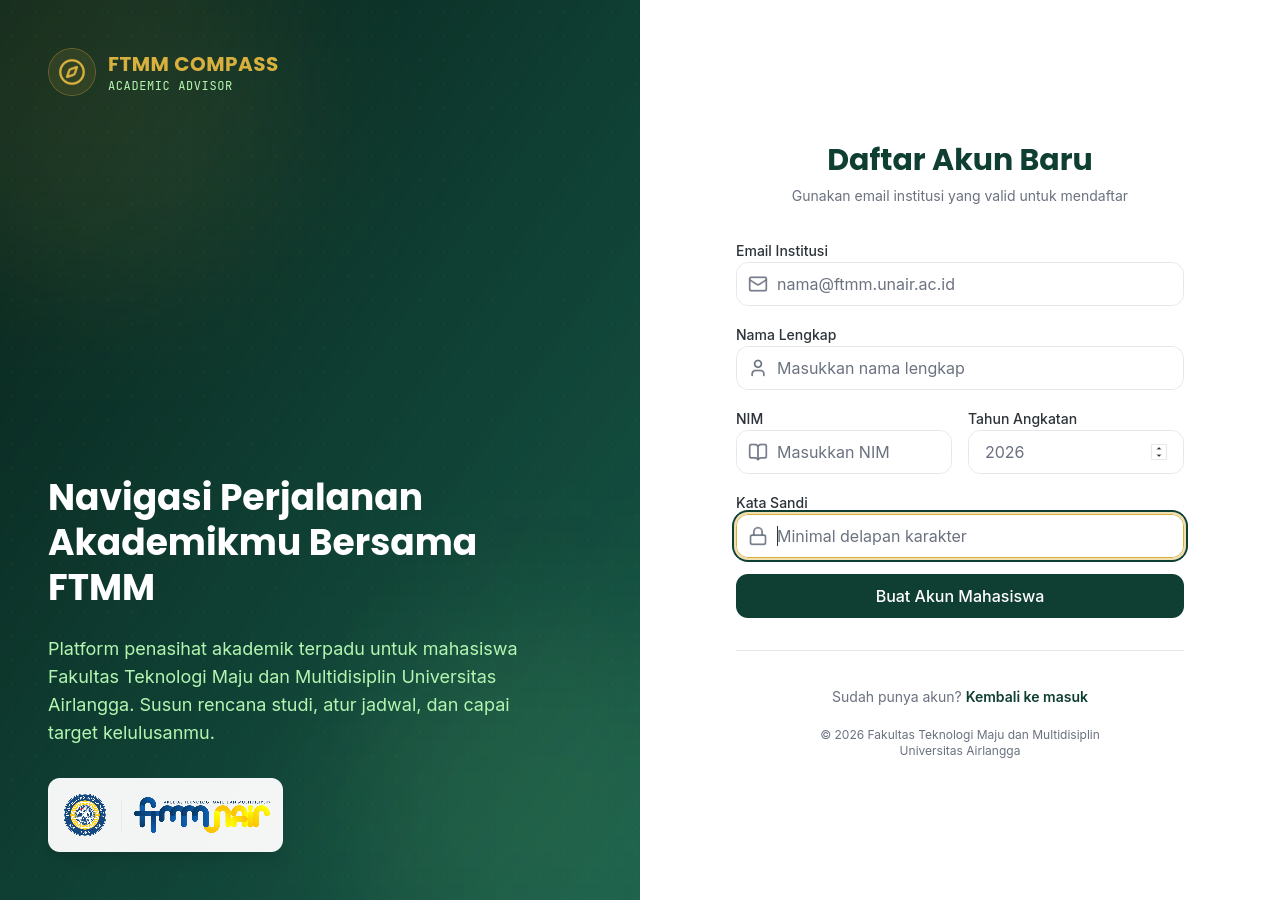 FTMM COMPASS
ACADEMIC ADVISOR
Navigasi Perjalanan
Akademikmu Bersama
FTMM
Platform penasihat akademik terpadu untuk mahasiswa
Fakultas Teknologi Maju dan Multidisiplin Universitas
Airlangga. Susun rencana studi, atur jadwal, dan capai
target kelulusanmu.
ftmm unair
Daftar Akun Baru
Gunakan email institusi yang valid untuk mendaftar
Email Institusi
nama@ftmm.unair.ac.id
Nama Lengkap
Masukkan nama lengkap
NIM
Tahun Angkatan
Masukkan NIM
2026
Kata Sandi
Minimal delapan karakter
Buat Akun Mahasiswa
Sudah punya akun? Kembali ke masuk
© 2026 Fakultas Teknologi Maju dan Multidisiplin
Universitas Airlangga